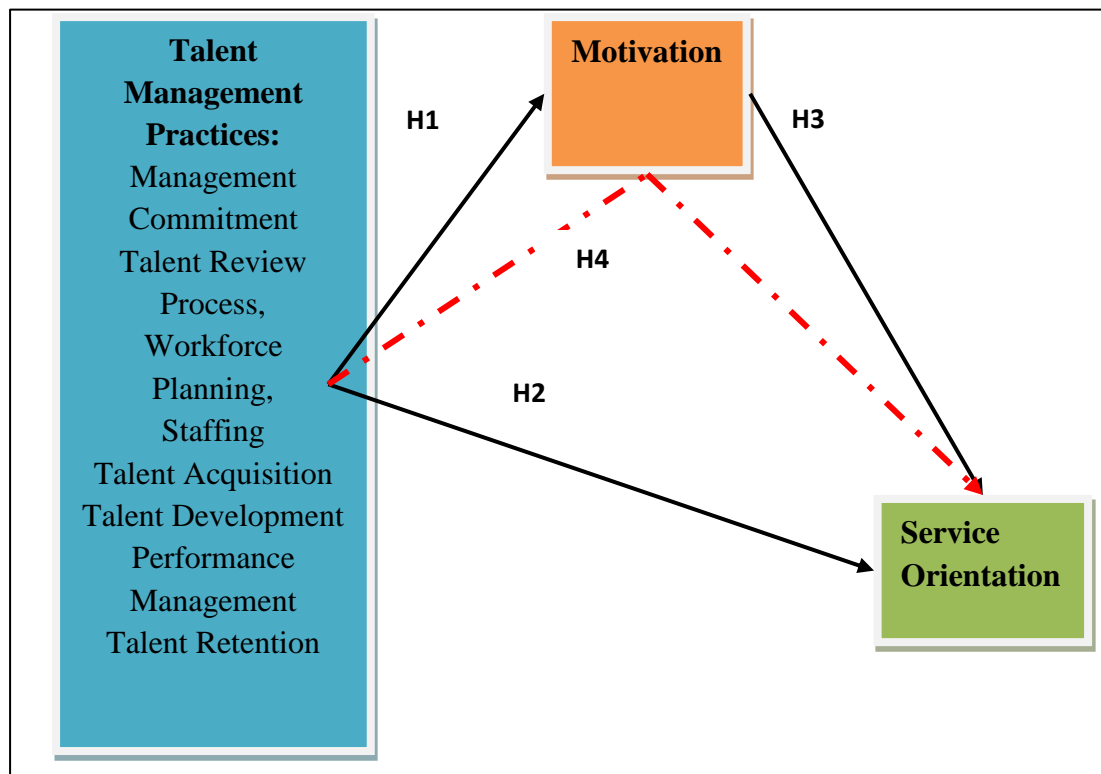 Talent
Management
Practices:
Management
Commitment
Talent Review
Process,
Workforce
Planning,
Staffing
Talent Acquisition
Talent Development
Performance
Management
Talent Retention
H1
Motivation
H3
H4
H2
Service
Orientation